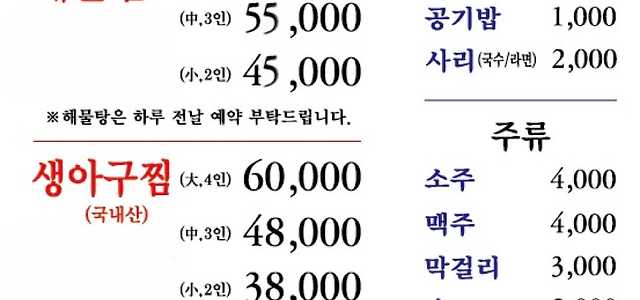 (中,3인) 55,000
(小,2인) 45,000
※해물탕은 하루 전날 예약 부탁드립니다.
생아구찜 (大,4인) 60,000
(국내산)
(中,3인) 48,000
(小,2인) 38,000
공기밥 1,000
사리(국수/라면) 2,000
주류
소주 4,000
맥주 4,000
막걸리 3,000